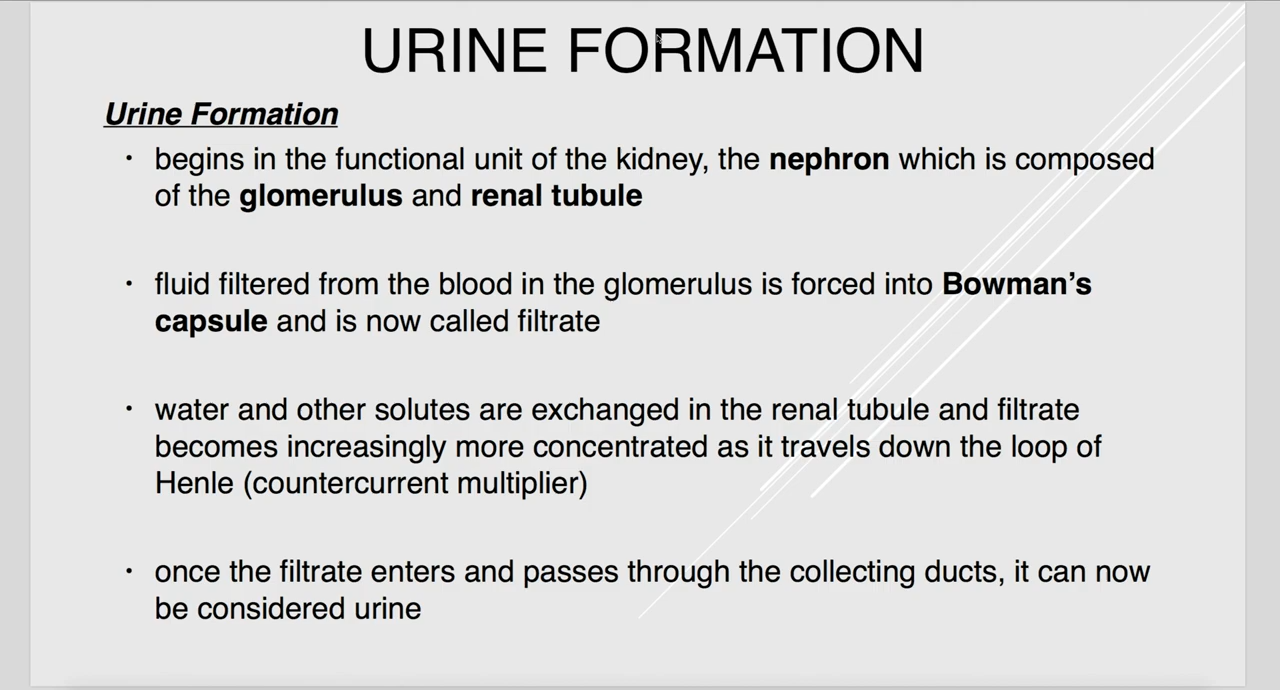 URINE FORMATION
Urine Formation
• begins in the functional unit of the kidney, the nephron which is composed
of the glomerulus and renal tubule
• fluid filtered from the blood in the glomerulus is forced into Bowman’s
capsule and is now called filtrate
• water and other solutes are exchanged in the renal tubule and filtrate
becomes increasingly more concentrated as it travels down the loop of
Henle (countercurrent multiplier)
• once the filtrate enters and passes through the collecting ducts, it can now
be considered urine